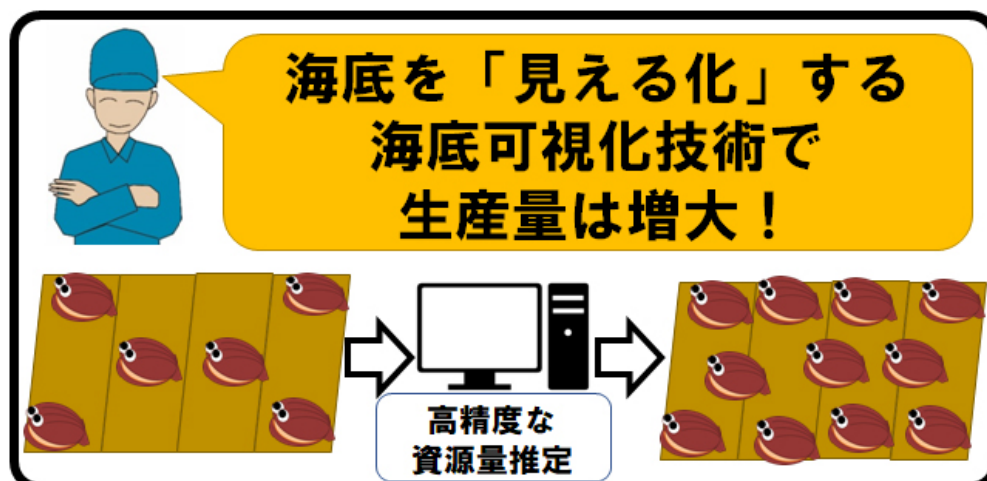 海底を「見える化」する
海底可視化技術で
生産量は増大！
高精度な
資源量推定